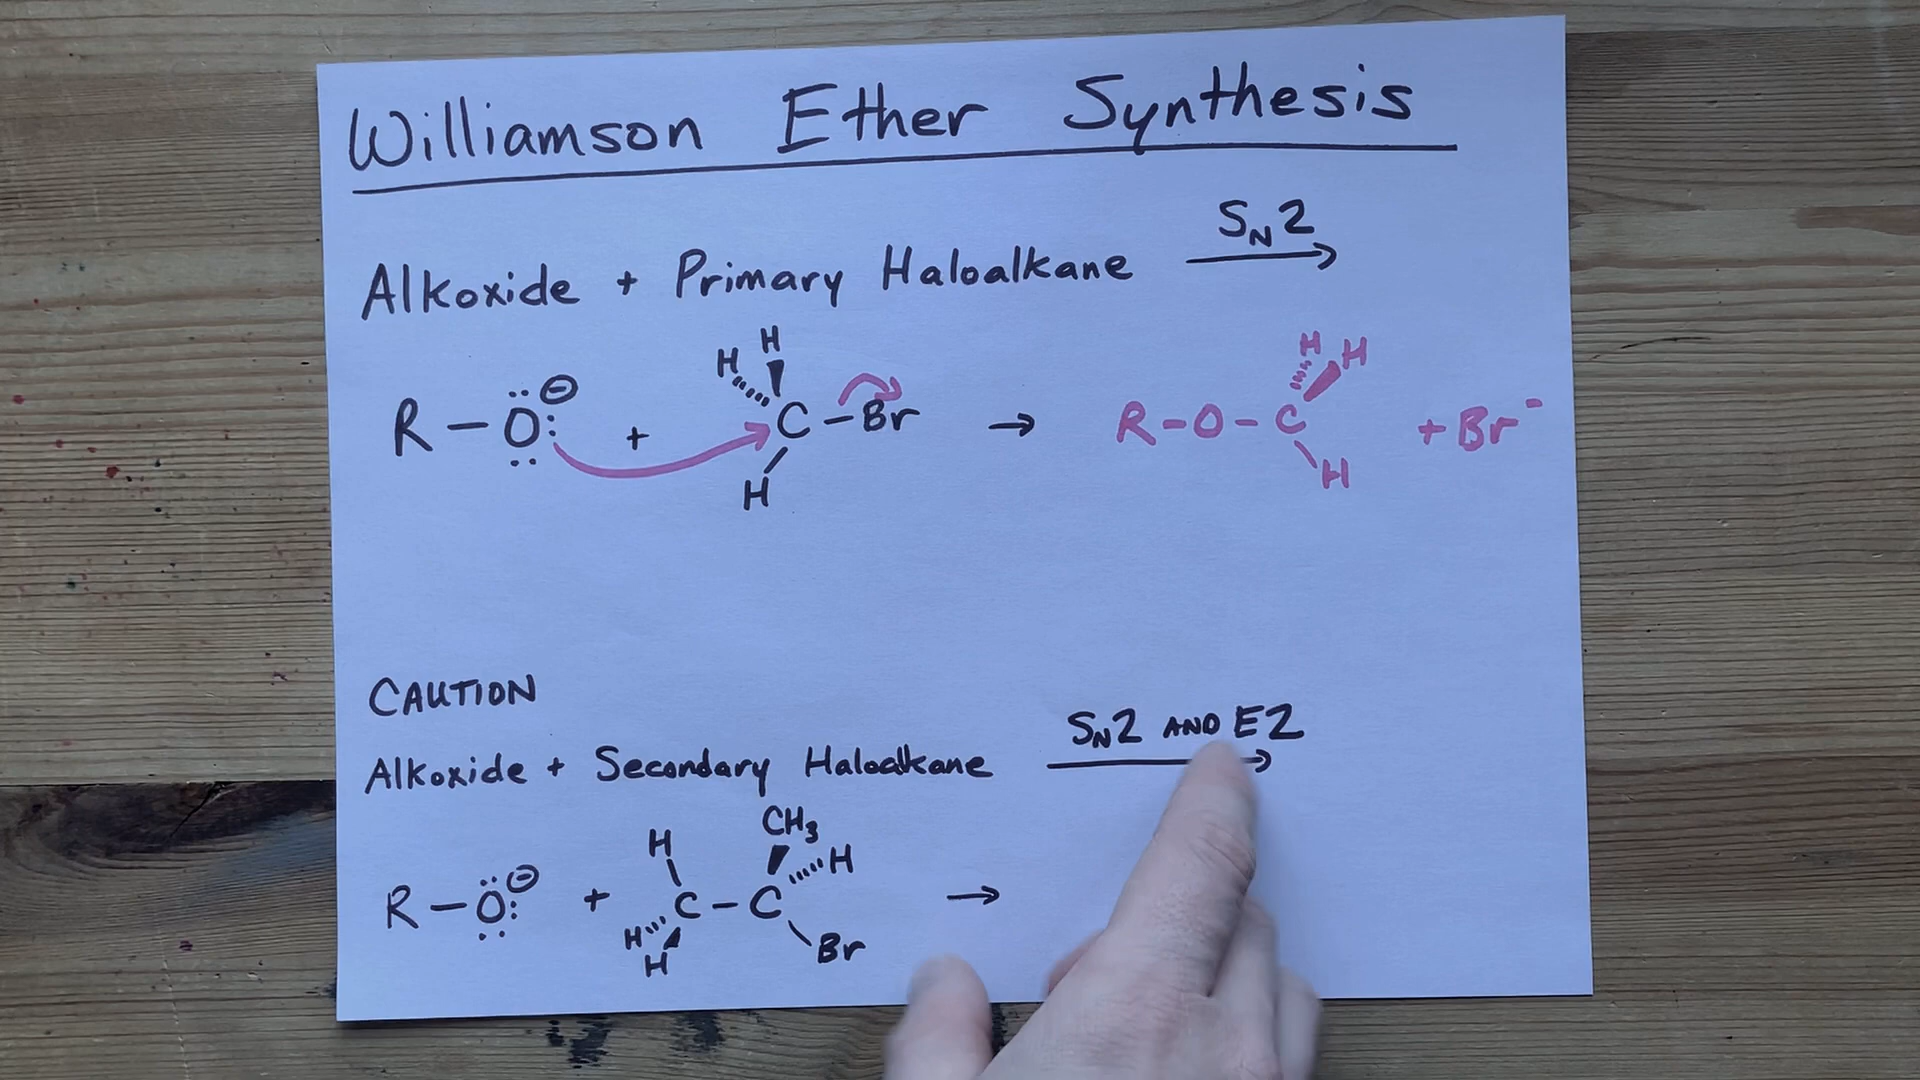 Williamson Ether Synthesis
SN2
Alkoxide + Primary Haloalkane →
H H H H
R - O:⊖ + C - Br → R-O-C + Br⁻
H H
CAUTION
SN2 AND E2
Alkoxide + Secondary Haloalkane →
CH3
H H
R - O:⊖ + C - C →
H Br
H